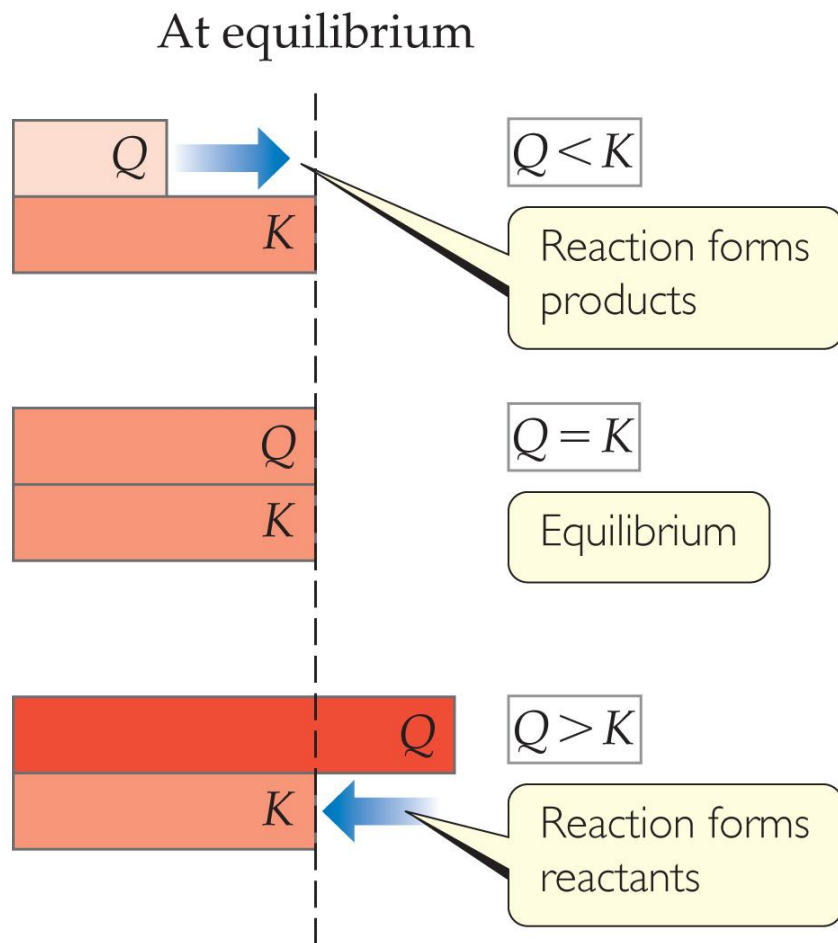 At equilibrium
Q
Q < K
K
Reaction forms
products
Q
Q = K
K
Equilibrium
Q
Q > K
K
Reaction forms
reactants